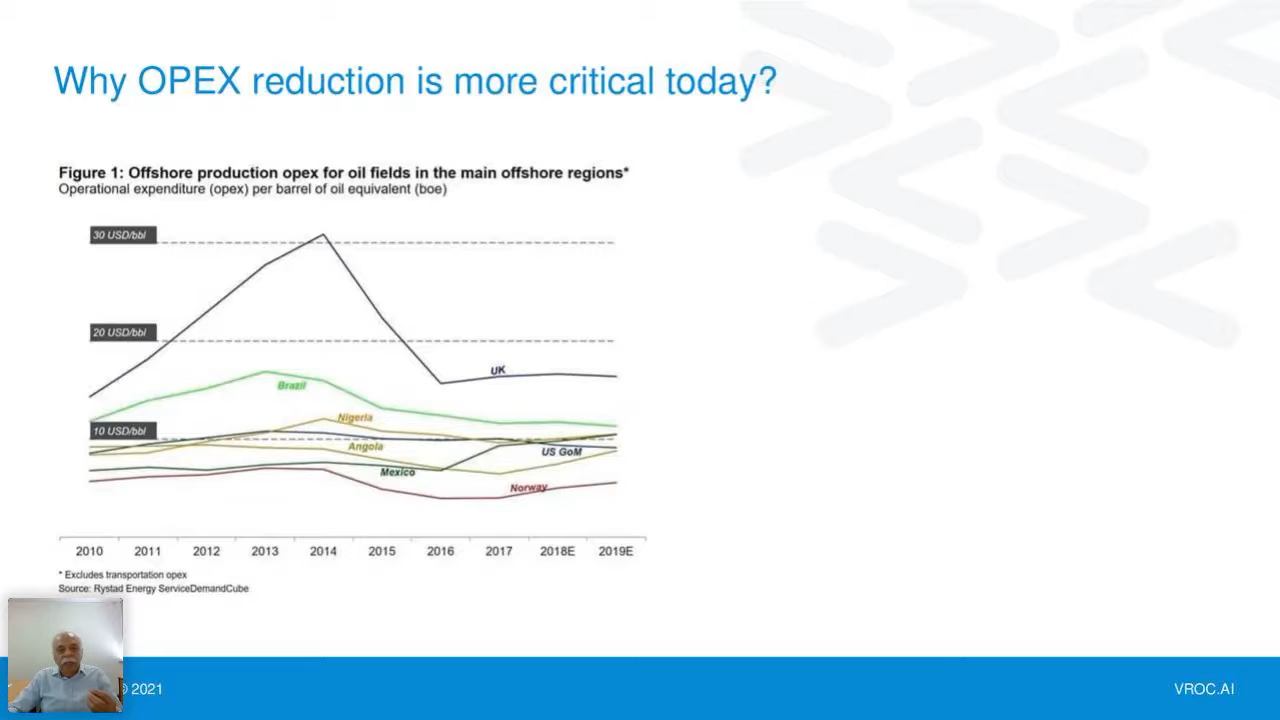 Why OPEX reduction is more critical today?
Figure 1: Offshore production opex for oil fields in the main offshore regions*
Operational expenditure (opex) per barrel of oil equivalent (boe)
30 USD/bbl
20 USD/bbl
UK
Brazil
Nigeria
10 USD/bbl
Angola
US GoM
Mexico
Norway
2010 2011 2012 2013 2014 2015 2016 2017 2018E 2019E
* Excludes transportation opex
Source: Rystad Energy ServiceDemandCube
© 2021
VROC.AI